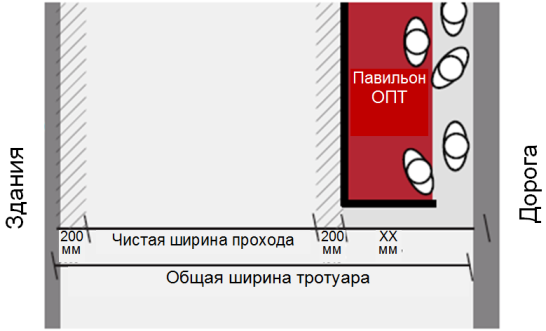 Павильон
ОПТ
Здания
Дорога
200
мм
Чистая ширина прохода
200
мм
XX
мм
Общая ширина тротуара